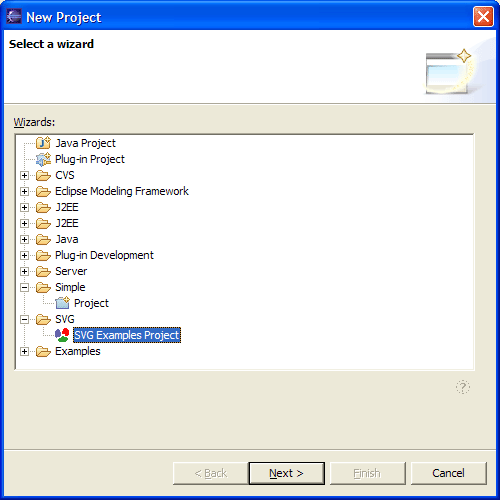 New Project
Select a wizard
Wizards:
Java Project
Plug-in Project
CVS
Eclipse Modeling Framework
J2EE
J2EE
Java
Plug-in Development
Server
Simple
Project
SVG
SVG Examples Project
Examples
?
< Back Next > Finish Cancel